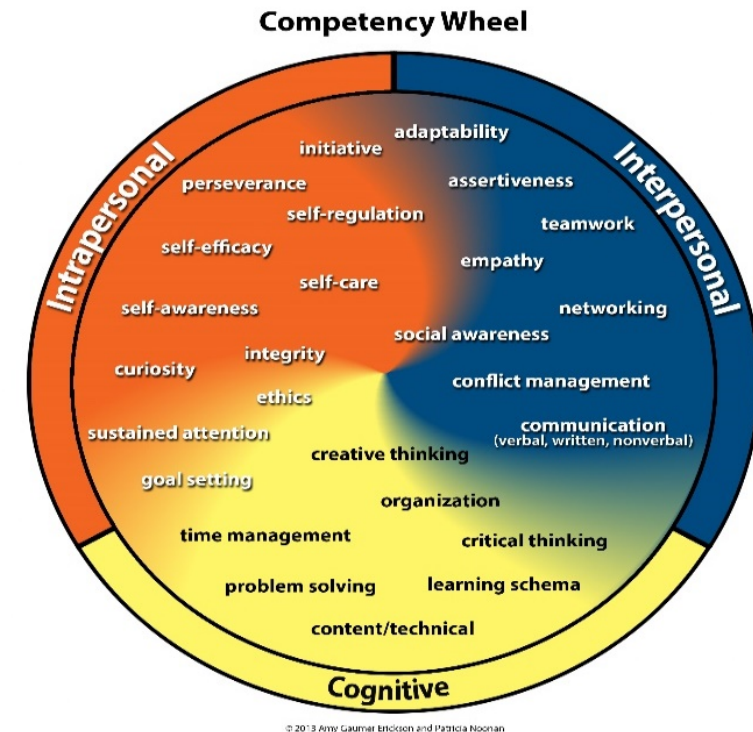 Competency Wheel
Intrapersonal
Interpersonal
adaptability
initiative
assertiveness
perseverance
self-regulation
teamwork
self-efficacy
empathy
self-care
self-awareness
networking
social awareness
integrity
curiosity
conflict management
ethics
communication
(verbal, written, nonverbal)
sustained attention
creative thinking
goal setting
organization
time management
critical thinking
problem solving
learning schema
content/technical
Cognitive
© 2013 Amy Gaumer Erickson and Patricia Noonan